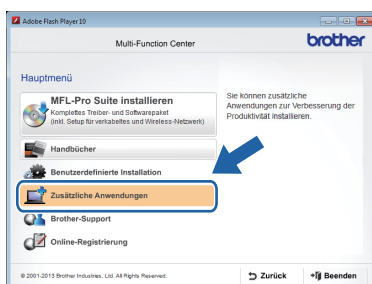 Adobe Flash Player 10
Multi-Function Center
brother
Hauptmenü
MFL-Pro Suite installieren
Komplettes Treiber- und Softwarepaket
(inkl. Setup für verkabeltes und Wireless-Netzwerk)
Handbücher
Benutzerdefinierte Installation
Zusätzliche Anwendungen
Brother-Support
Online-Registrierung
Sie können zusätzliche
Anwendungen zur Verbesserung der
Produktivität installieren.
© 2001-2013 Brother Industries, Ltd. All Rights Reserved.
Zurück
Beenden